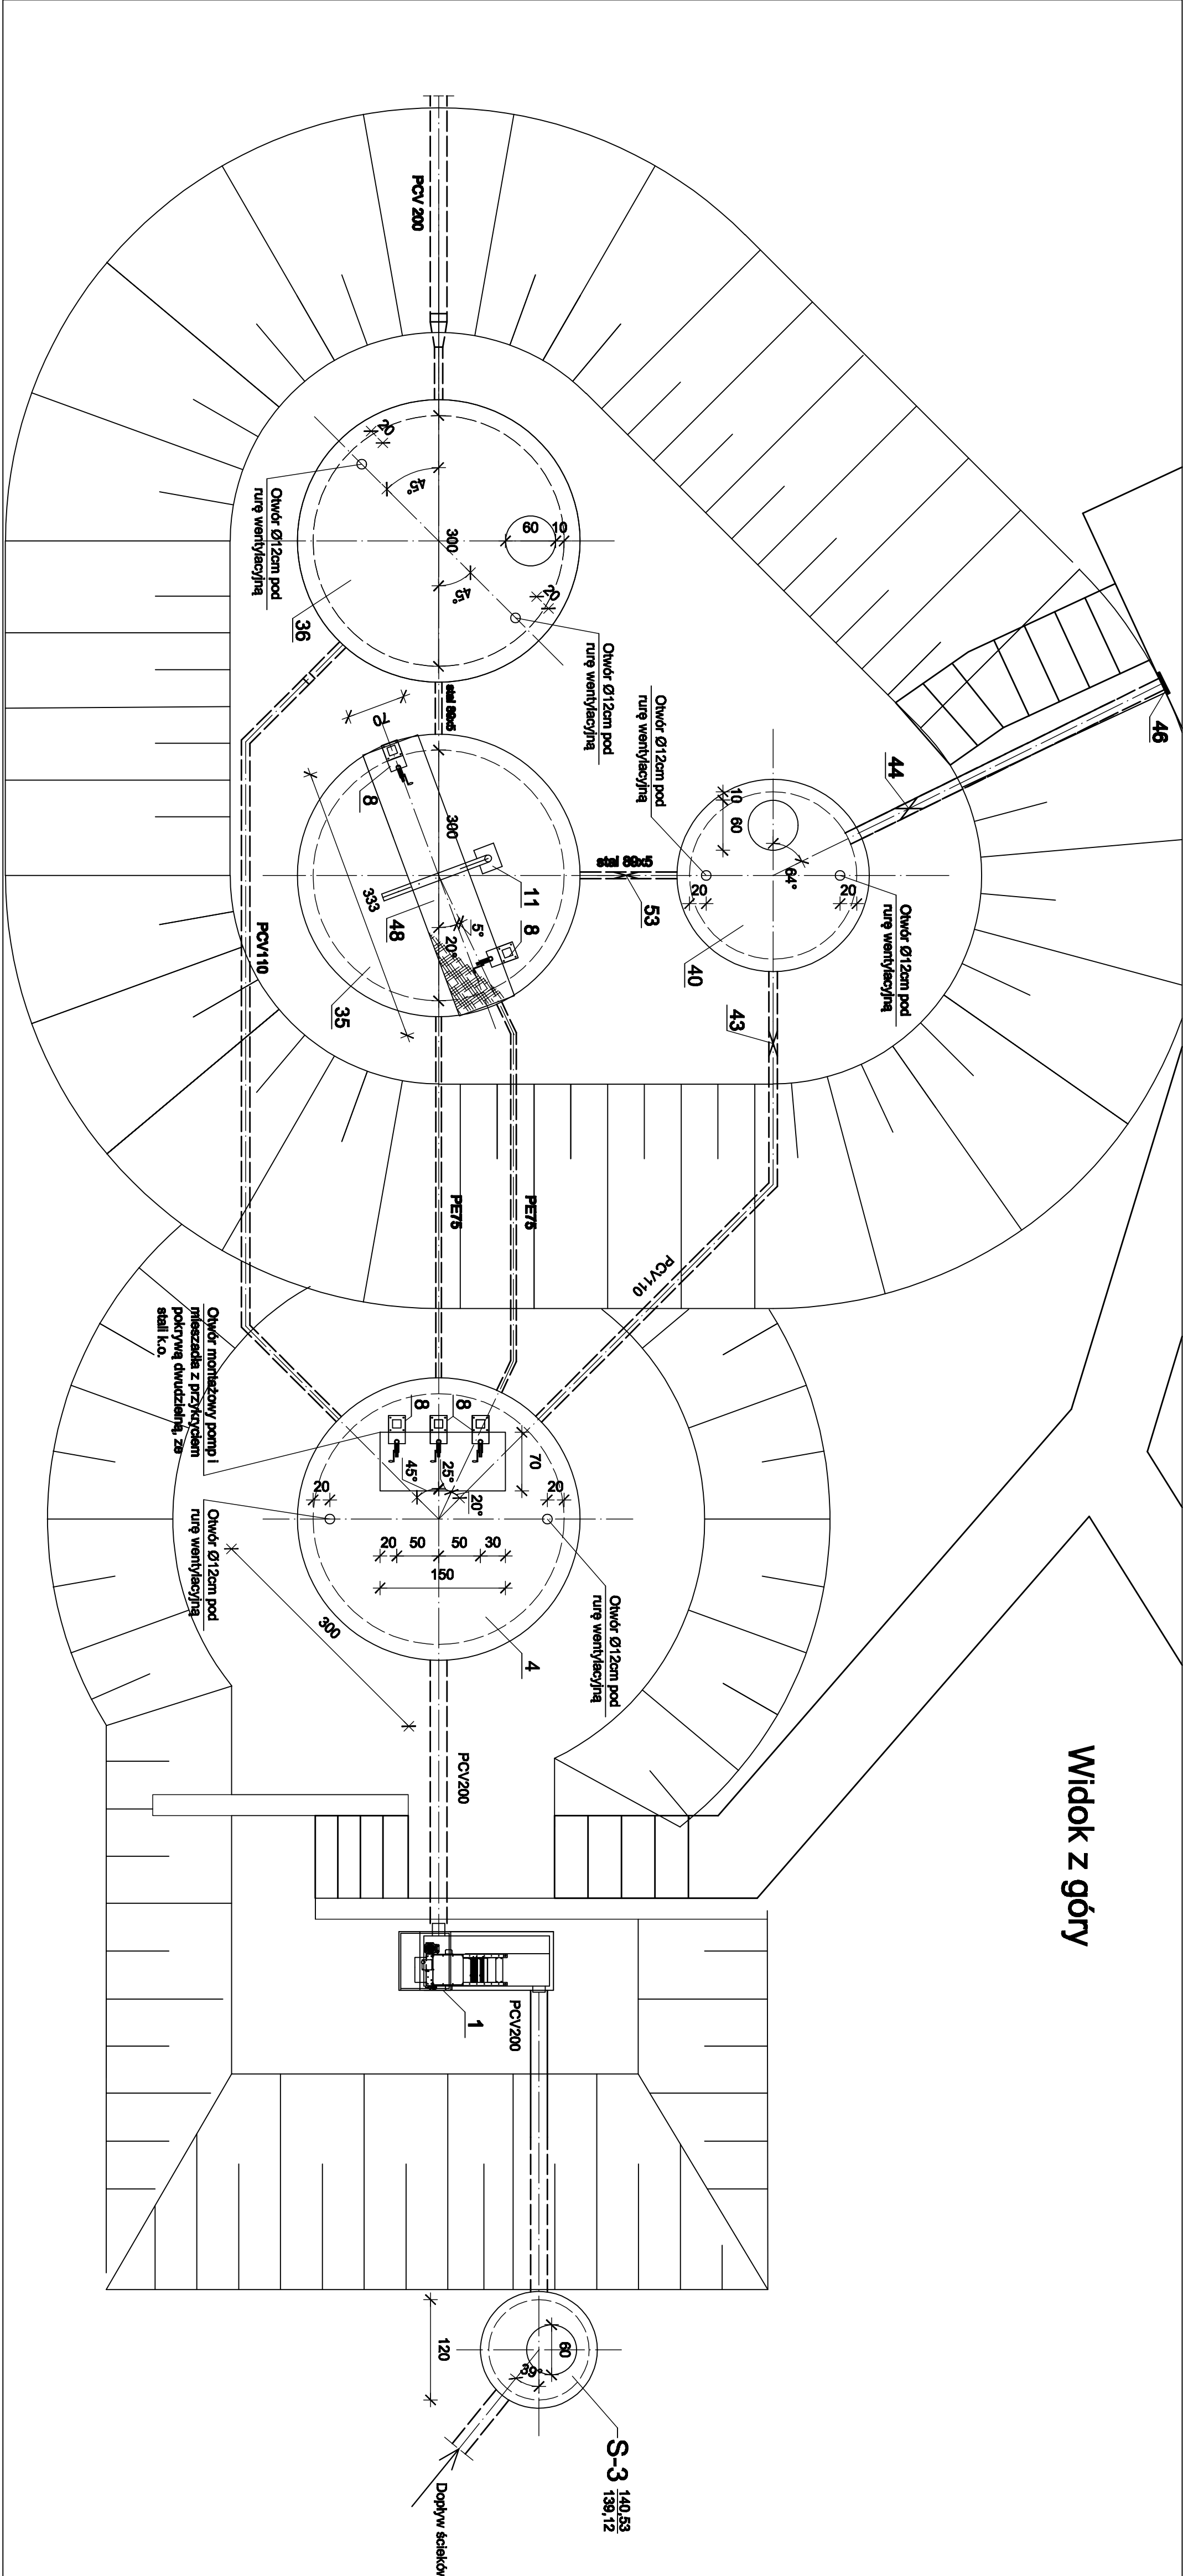 Widok z góry
46
44
Otwór Ø12cm pod
rurę wentylacyjną
10
60
64°
20
20
Otwór Ø12cm pod
rurę wentylacyjną
40
43
stal 89x5
53
PCV 200
20
45°
300
60
10
45°
20
Otwór Ø12cm pod
rurę wentylacyjną
Otwór Ø12cm pod
rurę wentylacyjną
36
stal 89x5
70
8
300
11
8
333
48
5°
20°
35
PCV110
PE75
PE75
PCV110
Otwór montażowy pomp i
mieszadła z przykryciem
pokrywą dwudzielną, ze
stali k.o.
8
8
70
45°
25°
20°
20
20
20
50
50
30
150
Otwór Ø12cm pod
rurę wentylacyjną
Otwór Ø12cm pod
rurę wentylacyjną
300
4
PCV200
1
PCV200
120
60
39°
S-3
140,53
139,12
Dopływ ścieków